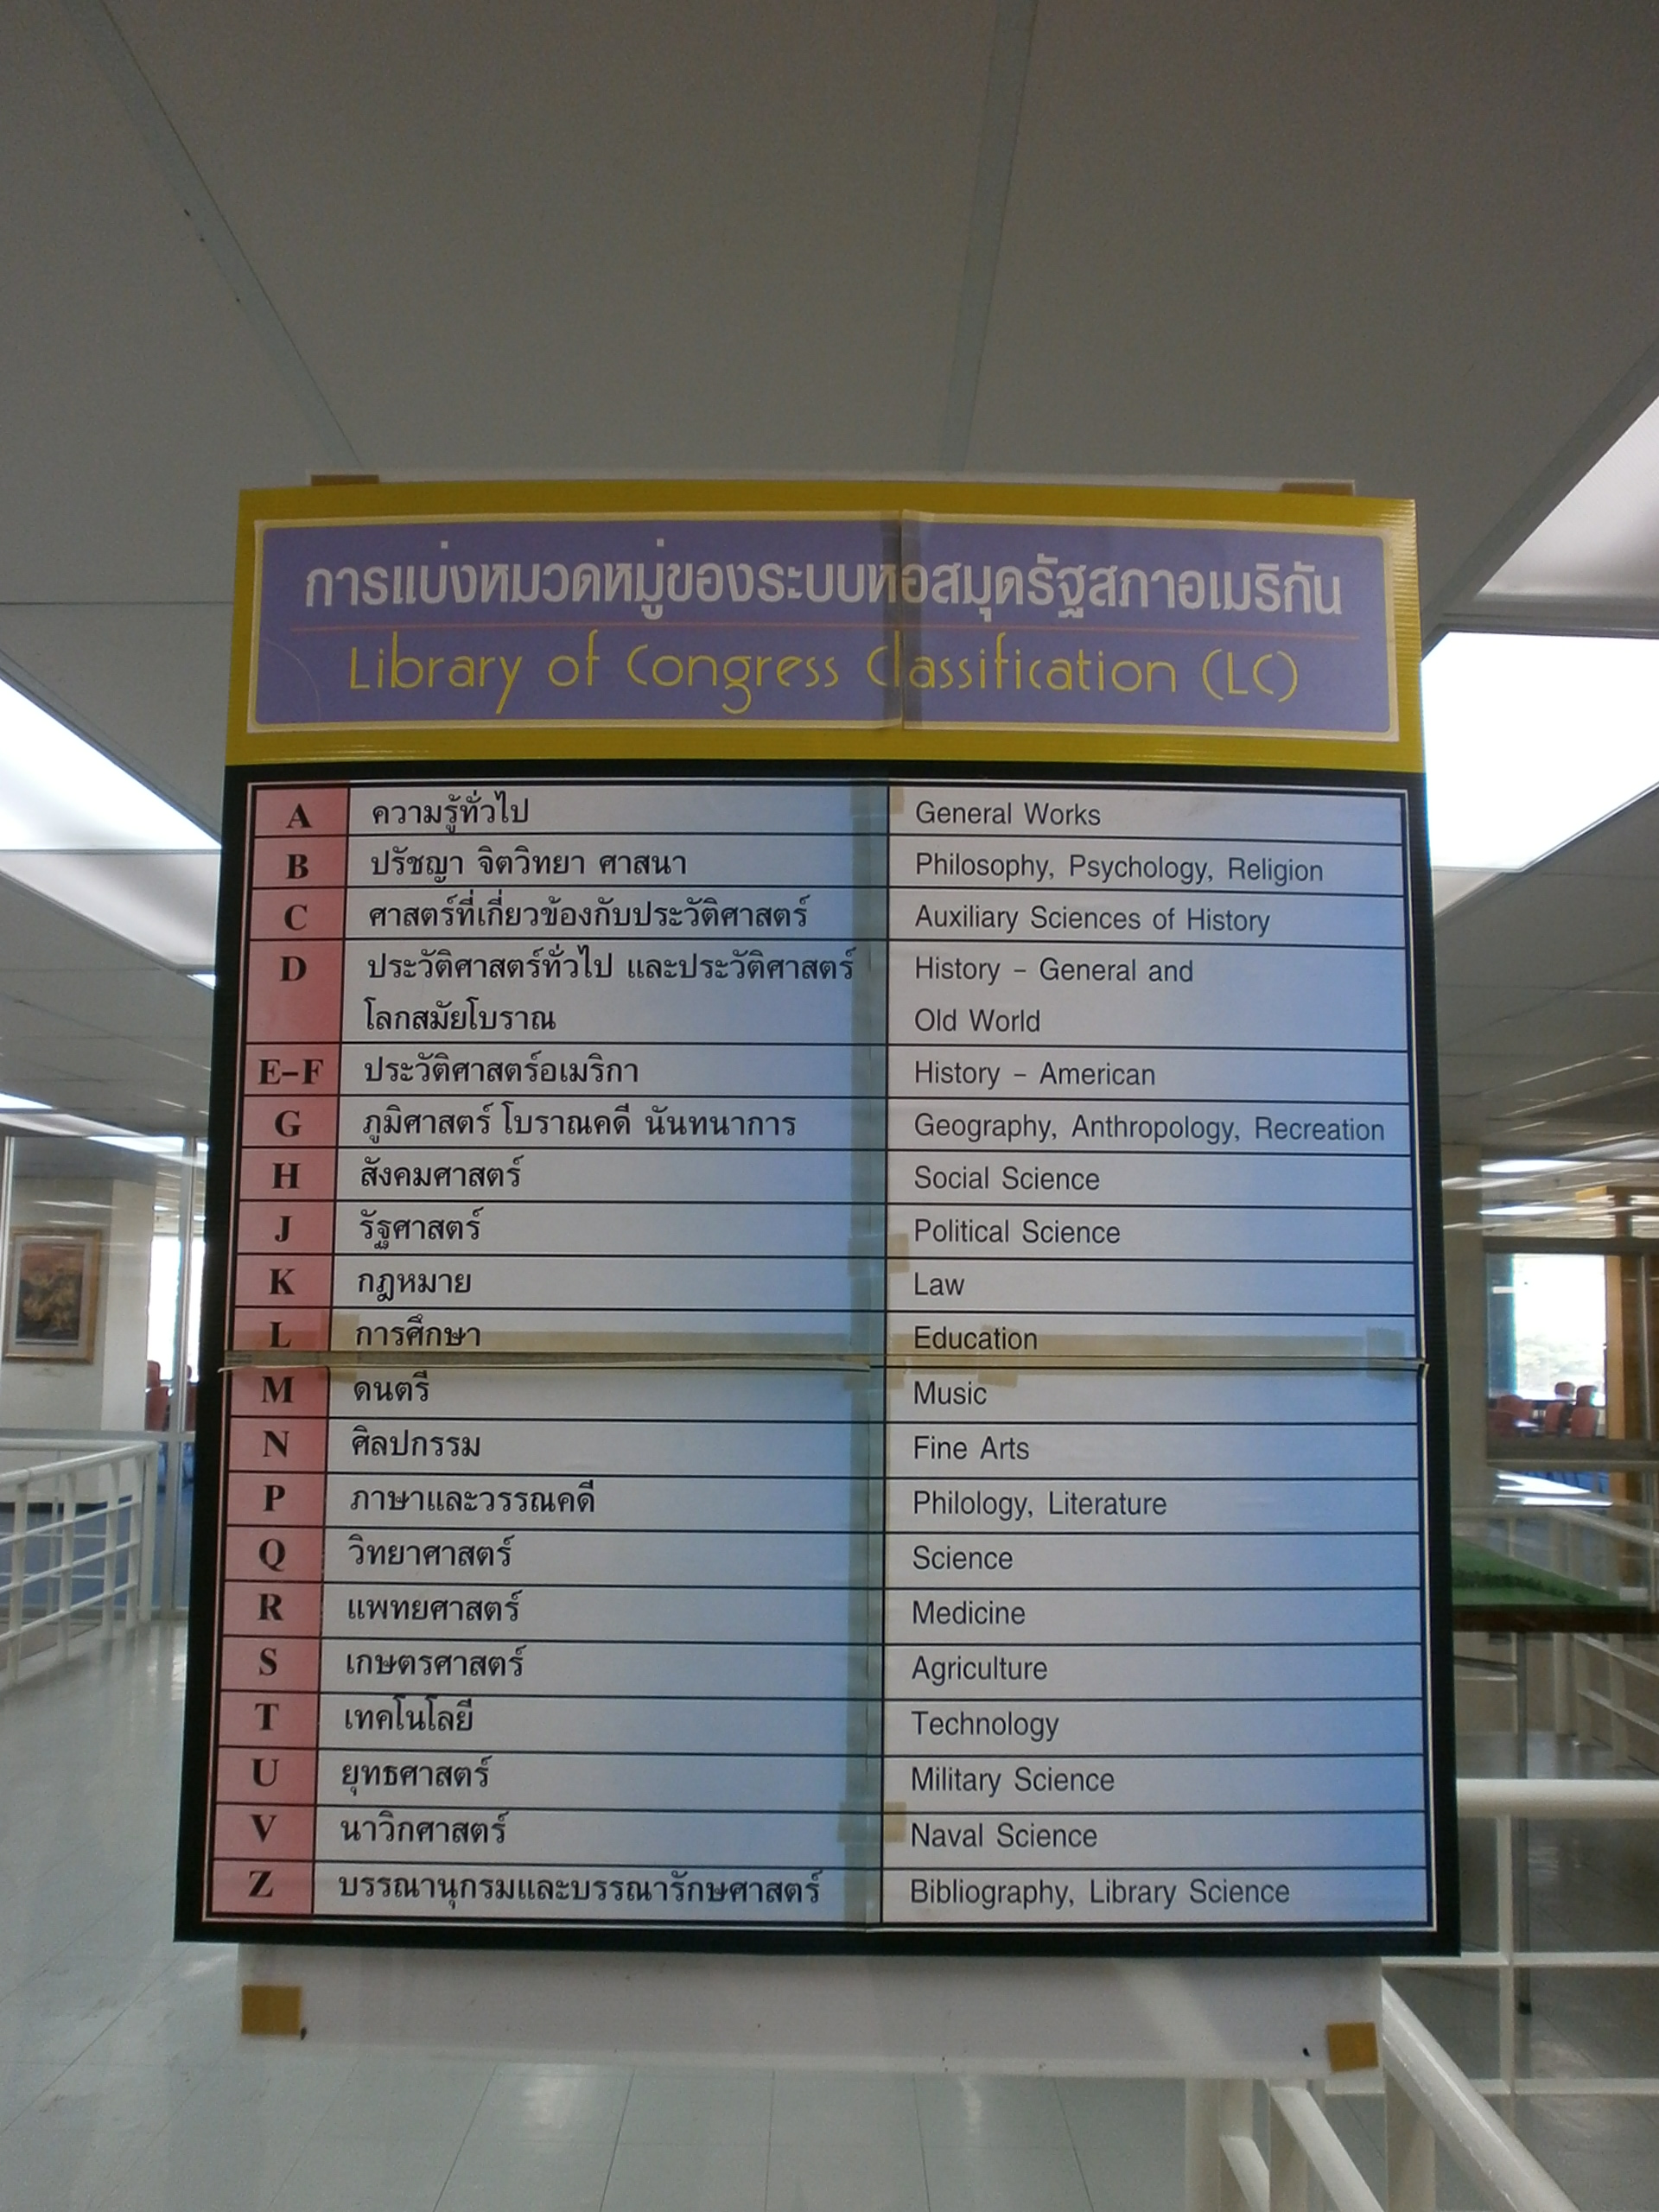 การแบ่งหมวดหมู่ของระบบหอสมุดรัฐสภาอเมริกัน
Library of Congress Classification (LC)
A ความรู้ทั่วไป General Works
B ปรัชญา จิตวิทยา ศาสนา Philosophy, Psychology, Religion
C ศาสตร์ที่เกี่ยวข้องกับประวัติศาสตร์ Auxiliary Sciences of History
D ประวัติศาสตร์ทั่วไป และประวัติศาสตร์ History - General and
โลกสมัยโบราณ Old World
E-F ประวัติศาสตร์อเมริกา History - American
G ภูมิศาสตร์ โบราณคดี นันทนาการ Geography, Anthropology, Recreation
H สังคมศาสตร์ Social Science
J รัฐศาสตร์ Political Science
K กฎหมาย Law
L การศึกษา Education
M ดนตรี Music
N ศิลปกรรม Fine Arts
P ภาษาและวรรณคดี Philology, Literature
Q วิทยาศาสตร์ Science
R แพทยศาสตร์ Medicine
S เกษตรศาสตร์ Agriculture
T เทคโนโลยี Technology
U ยุทธศาสตร์ Military Science
V นาวิกศาสตร์ Naval Science
Z บรรณานุกรมและบรรณารักษศาสตร์ Bibliography, Library Science